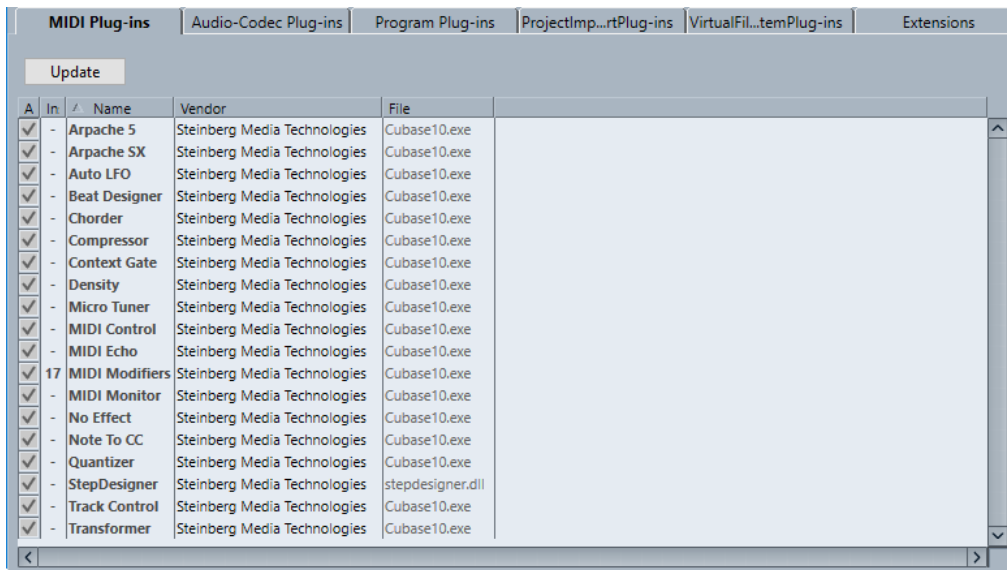 MIDI Plug-ins Audio-Codec Plug-ins Program Plug-ins ProjectImp...rtPlug-ins VirtualFil...temPlug-ins Extensions
Update
A In Name Vendor File
- Arpache 5 Steinberg Media Technologies Cubase10.exe
- Arpache SX Steinberg Media Technologies Cubase10.exe
- Auto LFO Steinberg Media Technologies Cubase10.exe
- Beat Designer Steinberg Media Technologies Cubase10.exe
- Chorder Steinberg Media Technologies Cubase10.exe
- Compressor Steinberg Media Technologies Cubase10.exe
- Context Gate Steinberg Media Technologies Cubase10.exe
- Density Steinberg Media Technologies Cubase10.exe
- Micro Tuner Steinberg Media Technologies Cubase10.exe
- MIDI Control Steinberg Media Technologies Cubase10.exe
- MIDI Echo Steinberg Media Technologies Cubase10.exe
17 MIDI Modifiers Steinberg Media Technologies Cubase10.exe
- MIDI Monitor Steinberg Media Technologies Cubase10.exe
- No Effect Steinberg Media Technologies Cubase10.exe
- Note To CC Steinberg Media Technologies Cubase10.exe
- Quantizer Steinberg Media Technologies Cubase10.exe
- StepDesigner Steinberg Media Technologies stepdesigner.dll
- Track Control Steinberg Media Technologies Cubase10.exe
- Transformer Steinberg Media Technologies Cubase10.exe